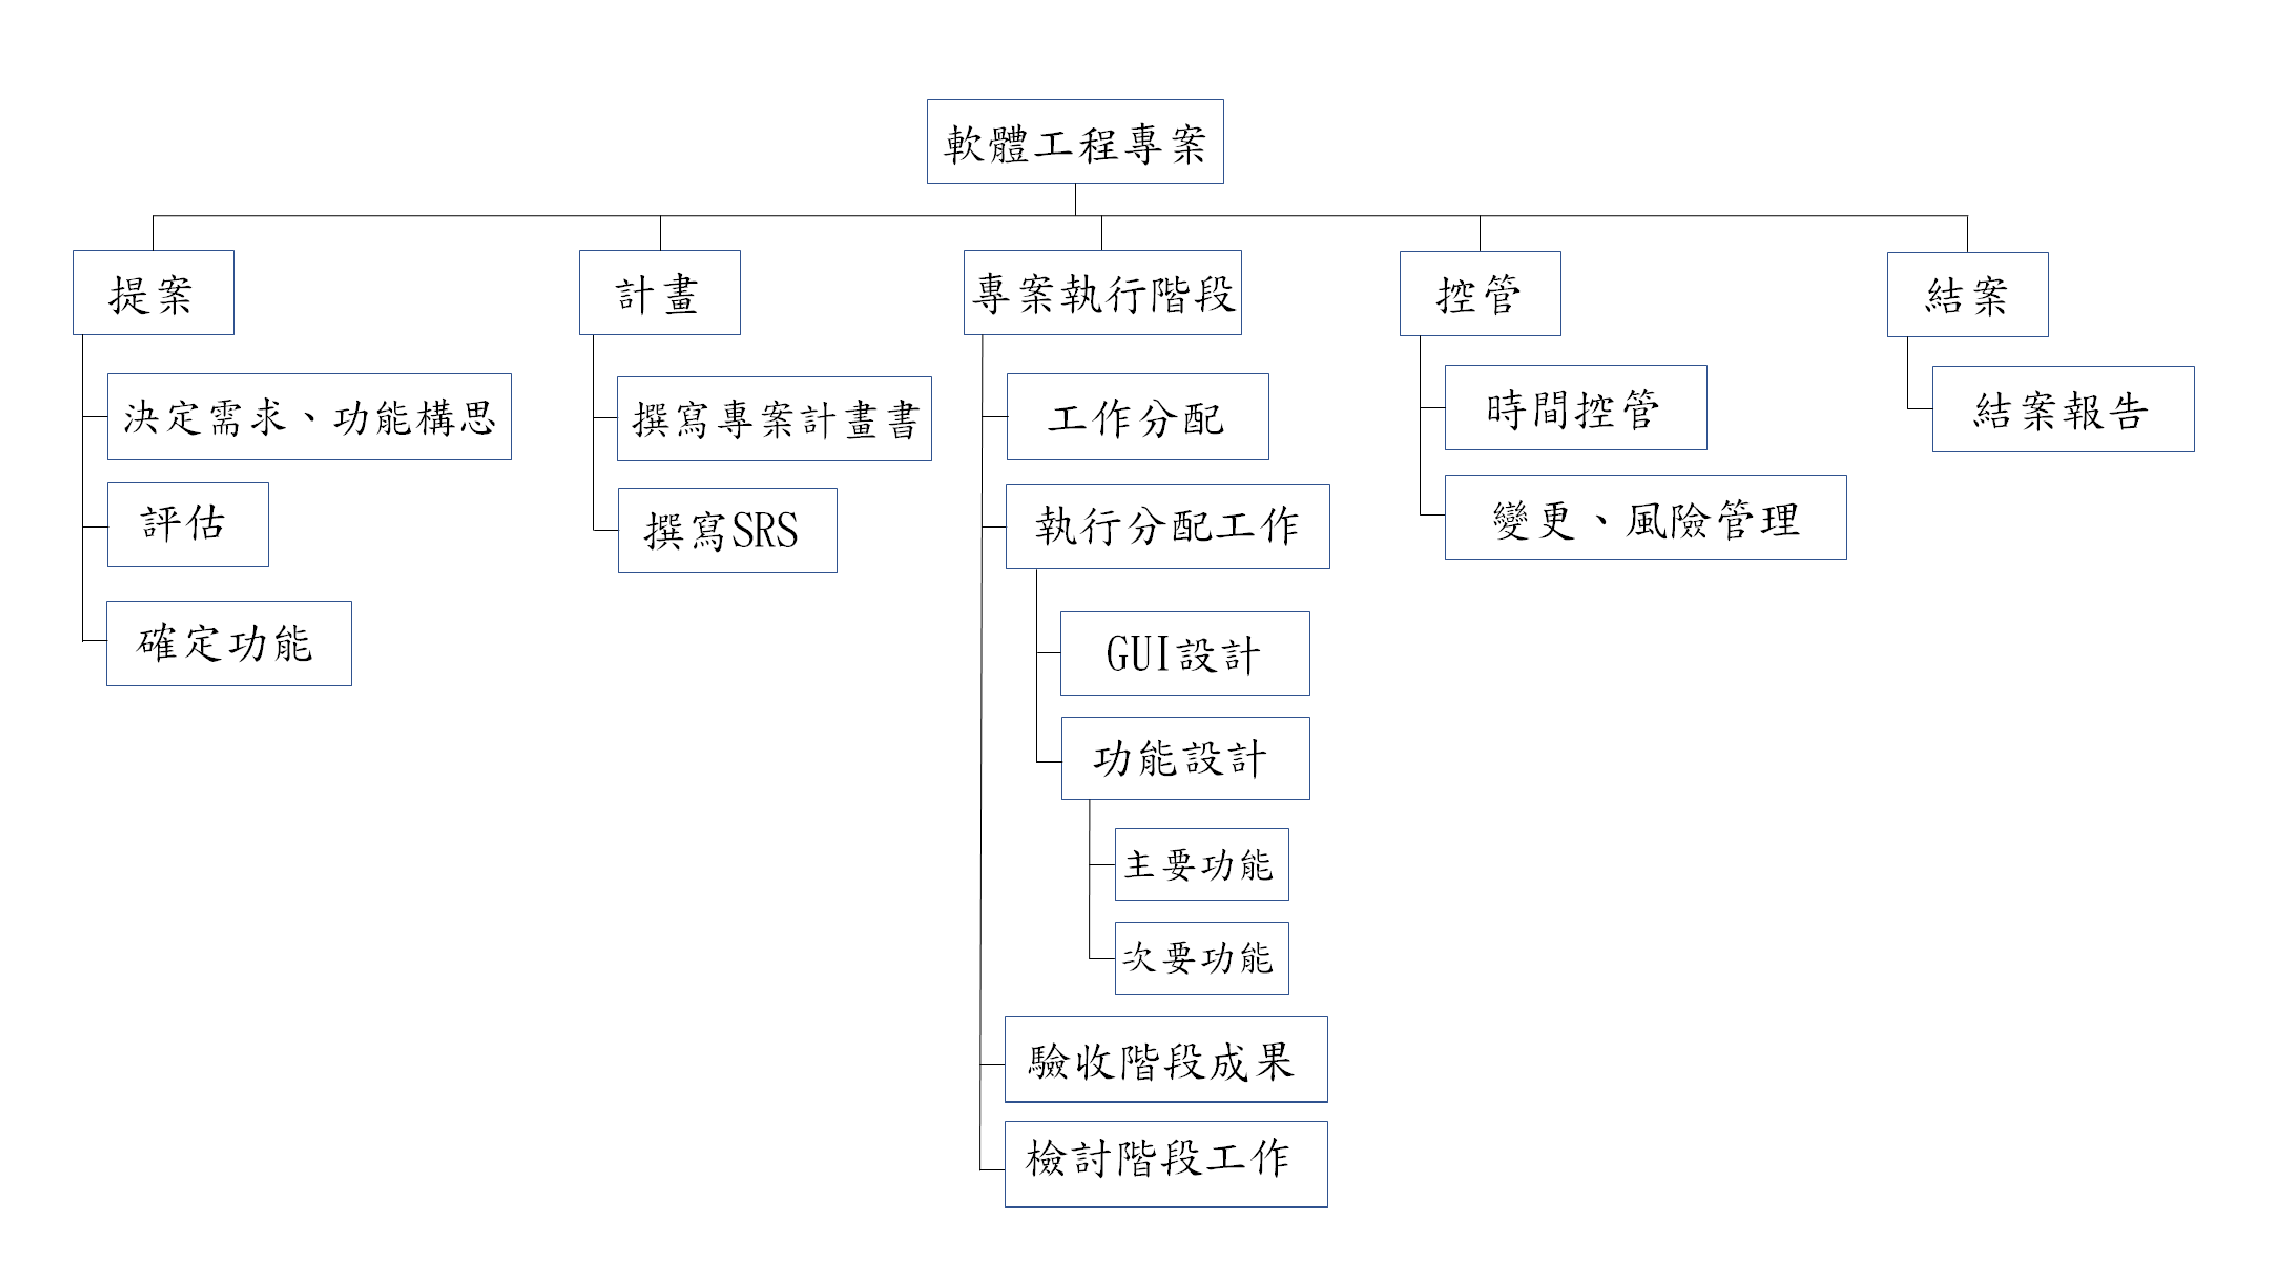 軟體工程專案
提案
決定需求、功能構思
評估
確定功能
計畫
撰寫專案計畫書
撰寫SRS
專案執行階段
工作分配
執行分配工作
GUI設計
功能設計
主要功能
次要功能
驗收階段成果
檢討階段工作
控管
時間控管
變更、風險管理
結案
結案報告